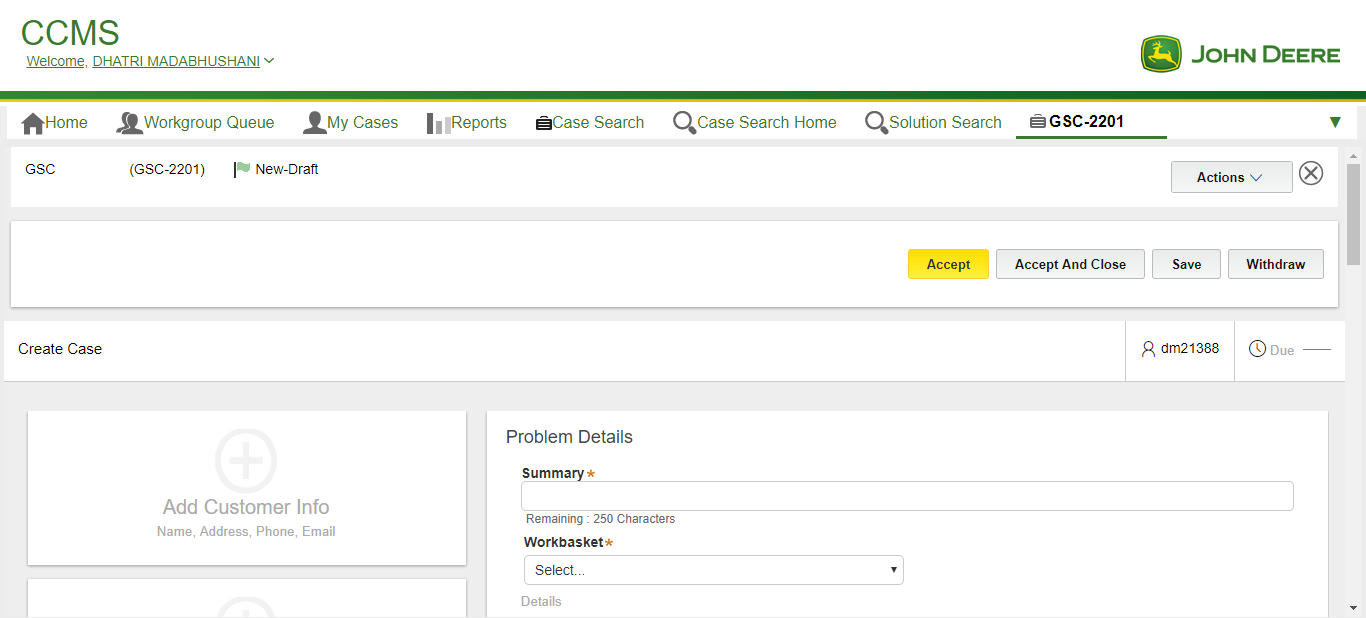 CCMS
Welcome, DHATRI MADABHUSHANI
JOHN DEERE
Home Workgroup Queue My Cases Reports Case Search Case Search Home Solution Search GSC-2201
GSC (GSC-2201) New-Draft Actions
Accept Accept And Close Save Withdraw
Create Case dm21388 Due
Problem Details
Summary*
Remaining : 250 Characters
Add Customer Info
Name, Address, Phone, Email
Workbasket*
Select...
Details